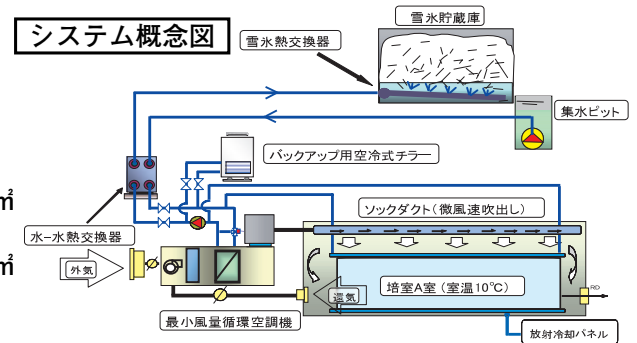 システム概念図
雪氷貯蔵庫
雪氷熱交換器
集水ピット
バックアップ用空冷式チラー
㎡
水−水熱交換器
ソックダクト（微風速吹出し）
㎡
外気
還気
培室A室（室温10℃）
RD
最小風量循環空調機
放射冷却パネル